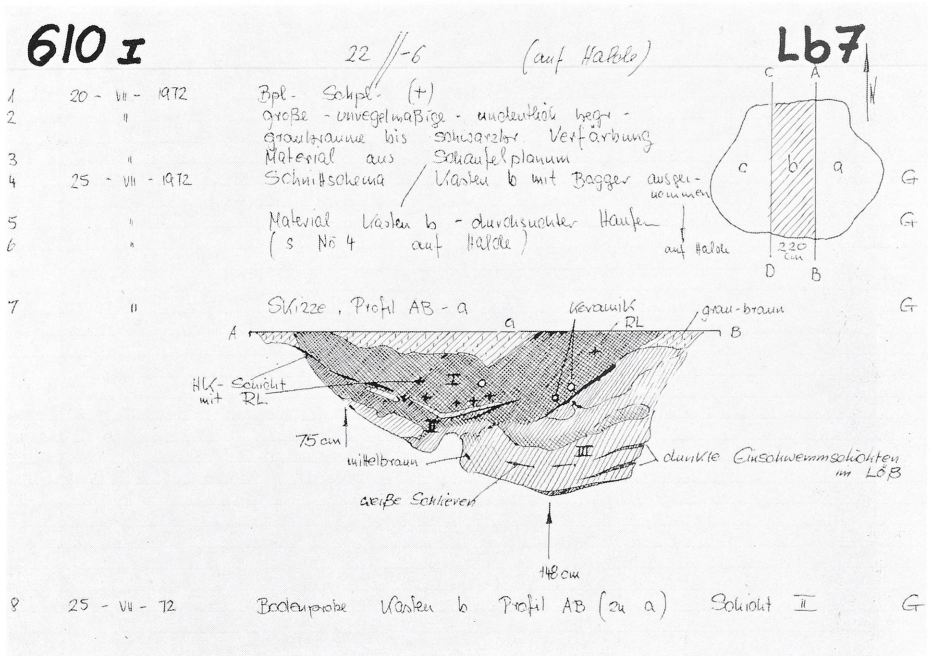 610 I
22 -6 (auf Halde)
Lb7
C A
N
1 20 - VII - 1972 Bpl- Schpl- (+)
2 " große - unregelmäßige - undeutlich begr-
graubraune bis schwarzbr Verfärbung
3 " Material aus Schaufelplanum
4 25 - VII - 1972 Schnittschema Kasten b mit Bagger ausge-
nommen
G
c b a
5 " Material Kasten b - durchsuchter Haufen G
6 " (s No 4 auf Halde) auf Halde
220
cm
D B
7 " Skizze, Profil AB - a G
Keramik
a RL grau-braun
A B
HK-Schicht
mit RL
I
II
75 cm
III
mittelbraun
dunkle Einschwemmschichten
im LÖß
weiße Schlieren
148 cm
8 25 - VII - 72 Bodenprobe Kasten b Profil AB (zu a) Schicht II G